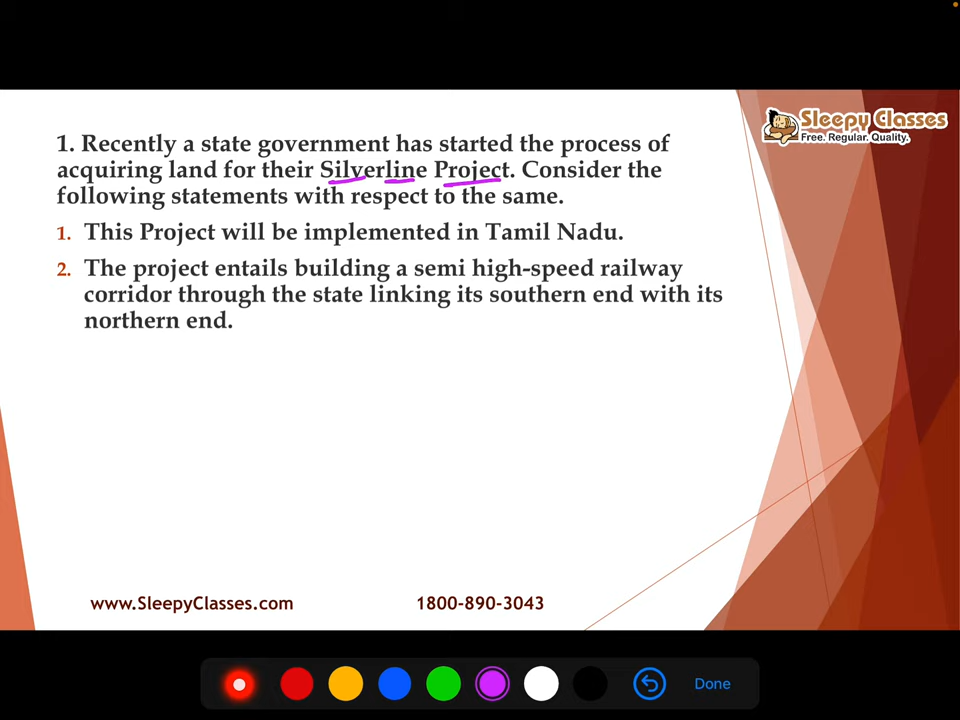 Sleepy Classes
Free. Regular. Quality.
1. Recently a state government has started the process of
acquiring land for their Silverline Project. Consider the
following statements with respect to the same.
1. This Project will be implemented in Tamil Nadu.
2. The project entails building a semi high-speed railway
corridor through the state linking its southern end with its
northern end.
www.SleepyClasses.com 1800-890-3043
Done